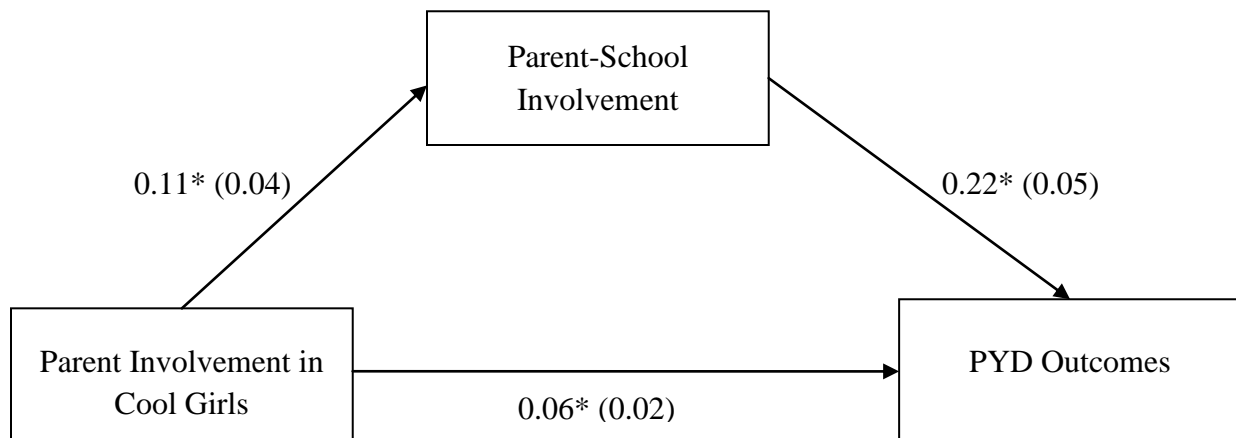 Parent-School
Involvement
0.11* (0.04)
0.22* (0.05)
Parent Involvement in
Cool Girls
PYD Outcomes
0.06* (0.02)